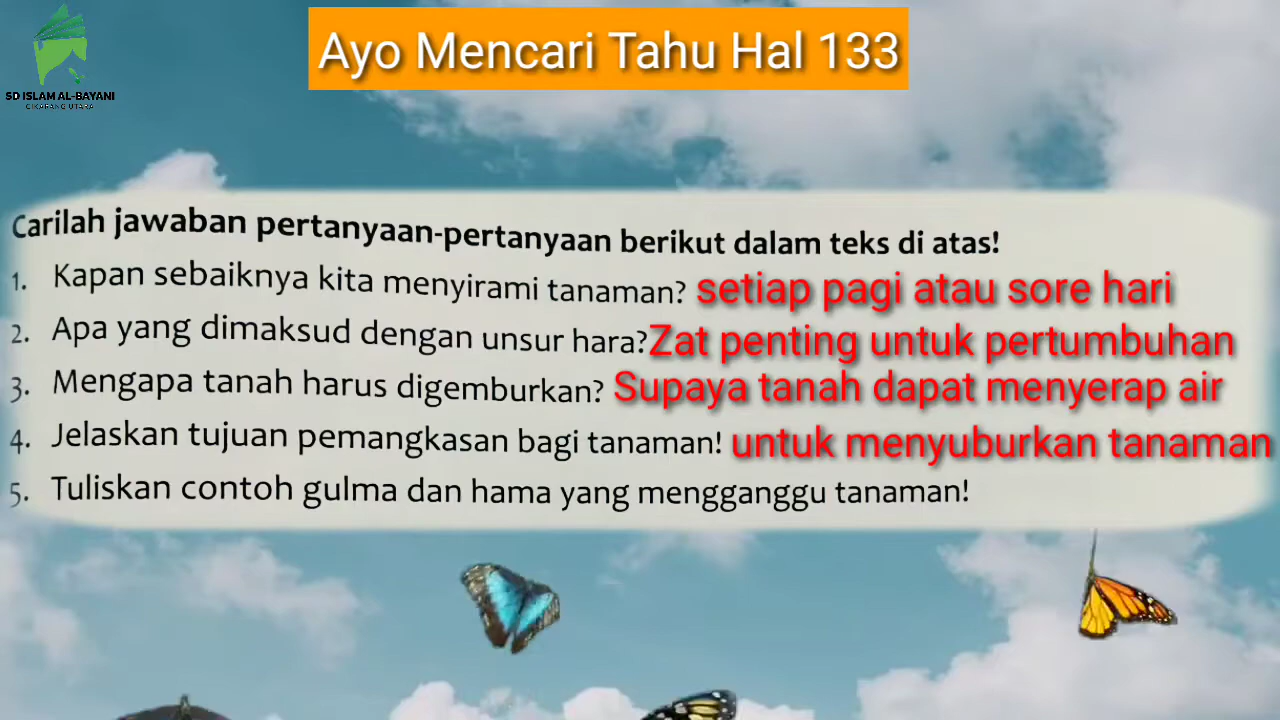 Ayo Mencari Tahu Hal 133
SD ISLAM AL-BAYANI
CIKARANG UTARA
Carilah jawaban pertanyaan-pertanyaan berikut dalam teks di atas!
1. Kapan sebaiknya kita menyirami tanaman? setiap pagi atau sore hari
2. Apa yang dimaksud dengan unsur hara? Zat penting untuk pertumbuhan
3. Mengapa tanah harus digemburkan? Supaya tanah dapat menyerap air
4. Jelaskan tujuan pemangkasan bagi tanaman! untuk menyuburkan tanaman
5. Tuliskan contoh gulma dan hama yang mengganggu tanaman!